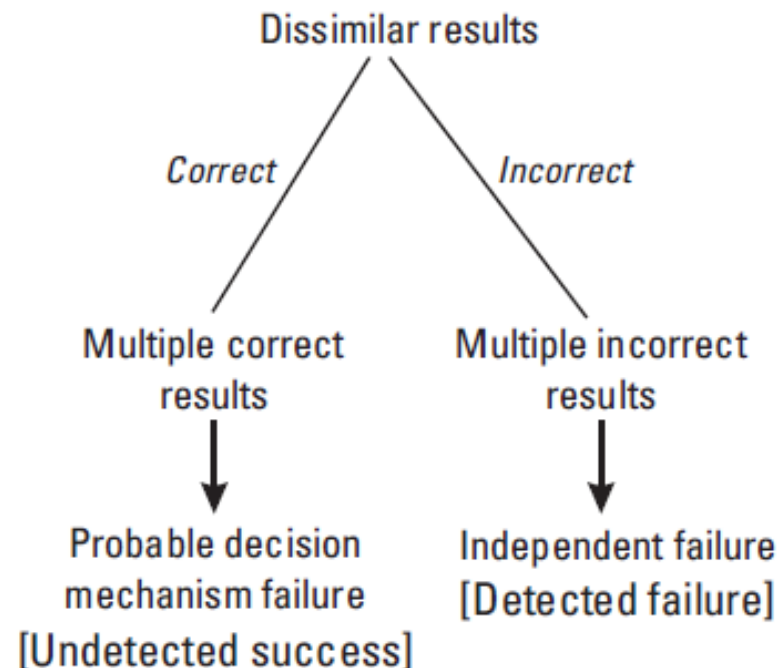 Dissimilar results
Correct
Incorrect
Multiple correct
results
Multiple incorrect
results
Probable decision
mechanism failure
[Undetected success]
Independent failure
[Detected failure]